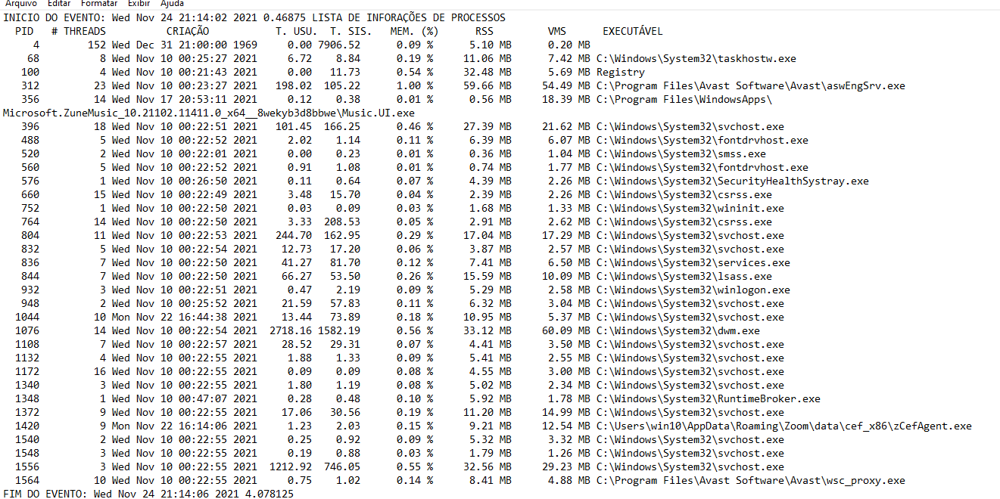 Arquivo Editar Formatar Exibir Ajuda
INICIO DO EVENTO: Wed Nov 24 21:14:02 2021 0.46875 LISTA DE INFORAÇÕES DE PROCESSOS
PID # THREADS CRIAÇÃO T. USU. T. SIS. MEM. (%) RSS VMS EXECUTÁVEL
4 152 Wed Dec 31 21:00:00 1969 0.00 7906.52 0.09 % 5.10 MB 0.20 MB
68 8 Wed Nov 10 00:25:27 2021 6.72 8.84 0.19 % 11.06 MB 7.42 MB C:\Windows\System32\taskhostw.exe
100 4 Wed Nov 10 00:21:43 2021 0.00 11.73 0.54 % 32.48 MB 5.69 MB Registry
312 23 Wed Nov 10 00:23:27 2021 198.02 105.22 1.00 % 59.66 MB 54.49 MB C:\Program Files\Avast Software\Avast\aswEngSrv.exe
356 14 Wed Nov 17 20:53:11 2021 0.12 0.38 0.01 % 0.56 MB 18.39 MB C:\Program Files\WindowsApps\
Microsoft.ZuneMusic_10.21102.11411.0_x64__8wekyb3d8bbwe\Music.UI.exe
396 18 Wed Nov 10 00:22:51 2021 101.45 166.25 0.46 % 27.39 MB 21.62 MB C:\Windows\System32\svchost.exe
488 5 Wed Nov 10 00:22:52 2021 2.02 1.14 0.11 % 6.39 MB 6.07 MB C:\Windows\System32\fontdrvhost.exe
520 2 Wed Nov 10 00:22:01 2021 0.00 0.23 0.01 % 0.36 MB 1.04 MB C:\Windows\System32\smss.exe
560 5 Wed Nov 10 00:22:52 2021 0.91 1.08 0.01 % 0.74 MB 1.77 MB C:\Windows\System32\fontdrvhost.exe
576 1 Wed Nov 10 00:26:50 2021 0.11 0.64 0.07 % 4.39 MB 2.26 MB C:\Windows\System32\SecurityHealthSystray.exe
660 15 Wed Nov 10 00:22:49 2021 3.48 15.70 0.04 % 2.39 MB 2.26 MB C:\Windows\System32\csrss.exe
752 1 Wed Nov 10 00:22:50 2021 0.03 0.09 0.03 % 1.68 MB 1.33 MB C:\Windows\System32\wininit.exe
764 14 Wed Nov 10 00:22:50 2021 3.33 208.53 0.05 % 2.91 MB 2.62 MB C:\Windows\System32\csrss.exe
804 11 Wed Nov 10 00:22:53 2021 244.70 162.95 0.29 % 17.04 MB 17.29 MB C:\Windows\System32\svchost.exe
832 5 Wed Nov 10 00:22:54 2021 12.73 17.20 0.06 % 3.87 MB 2.57 MB C:\Windows\System32\svchost.exe
836 7 Wed Nov 10 00:22:50 2021 41.27 81.70 0.12 % 7.41 MB 6.50 MB C:\Windows\System32\services.exe
844 7 Wed Nov 10 00:22:50 2021 66.27 53.50 0.26 % 15.59 MB 10.09 MB C:\Windows\System32\lsass.exe
932 3 Wed Nov 10 00:22:51 2021 0.47 2.19 0.09 % 5.29 MB 2.58 MB C:\Windows\System32\winlogon.exe
948 2 Wed Nov 10 00:25:52 2021 21.59 57.83 0.11 % 6.32 MB 3.04 MB C:\Windows\System32\svchost.exe
1044 10 Mon Nov 22 16:44:38 2021 13.44 73.89 0.18 % 10.95 MB 5.37 MB C:\Windows\System32\svchost.exe
1076 14 Wed Nov 10 00:22:54 2021 2718.16 1582.19 0.56 % 33.12 MB 60.09 MB C:\Windows\System32\dwm.exe
1108 7 Wed Nov 10 00:22:57 2021 28.52 29.31 0.07 % 4.41 MB 3.50 MB C:\Windows\System32\svchost.exe
1132 4 Wed Nov 10 00:22:55 2021 1.88 1.33 0.09 % 5.41 MB 2.55 MB C:\Windows\System32\svchost.exe
1172 16 Wed Nov 10 00:22:55 2021 0.09 0.09 0.08 % 4.55 MB 3.00 MB C:\Windows\System32\svchost.exe
1340 3 Wed Nov 10 00:22:55 2021 1.80 1.19 0.08 % 5.02 MB 2.34 MB C:\Windows\System32\svchost.exe
1348 1 Wed Nov 10 00:47:07 2021 0.28 0.48 0.10 % 5.92 MB 1.78 MB C:\Windows\System32\RuntimeBroker.exe
1372 9 Wed Nov 10 00:22:55 2021 17.06 30.56 0.19 % 11.20 MB 14.99 MB C:\Windows\System32\svchost.exe
1420 9 Mon Nov 22 16:14:06 2021 1.23 2.03 0.15 % 9.21 MB 12.54 MB C:\Users\win10\AppData\Roaming\Zoom\data\cef_x86\zCefAgent.exe
1540 2 Wed Nov 10 00:22:55 2021 0.25 0.92 0.09 % 5.32 MB 3.32 MB C:\Windows\System32\svchost.exe
1548 3 Wed Nov 10 00:22:55 2021 0.19 0.88 0.03 % 1.79 MB 1.26 MB C:\Windows\System32\svchost.exe
1556 3 Wed Nov 10 00:22:55 2021 1212.92 746.05 0.55 % 32.56 MB 29.23 MB C:\Windows\System32\svchost.exe
1564 10 Wed Nov 10 00:22:55 2021 0.75 1.02 0.14 % 8.41 MB 4.88 MB C:\Program Files\Avast Software\Avast\wsc_proxy.exe
FIM DO EVENTO: Wed Nov 24 21:14:06 2021 4.078125